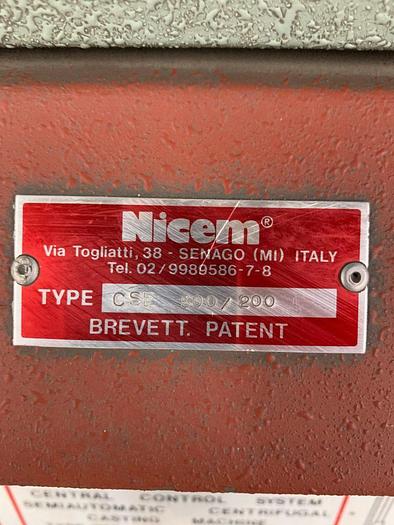 Nicem®
Via Togliatti, 38 - SENAGO (MI) ITALY
Tel. 02/9989586-7-8
TYPE /200
BREVETT. PATENT
CENTRAL CONTROL SYSTEM
SEMIAUTOMATIC CENTRIFUGAL
CASTING MACHINE